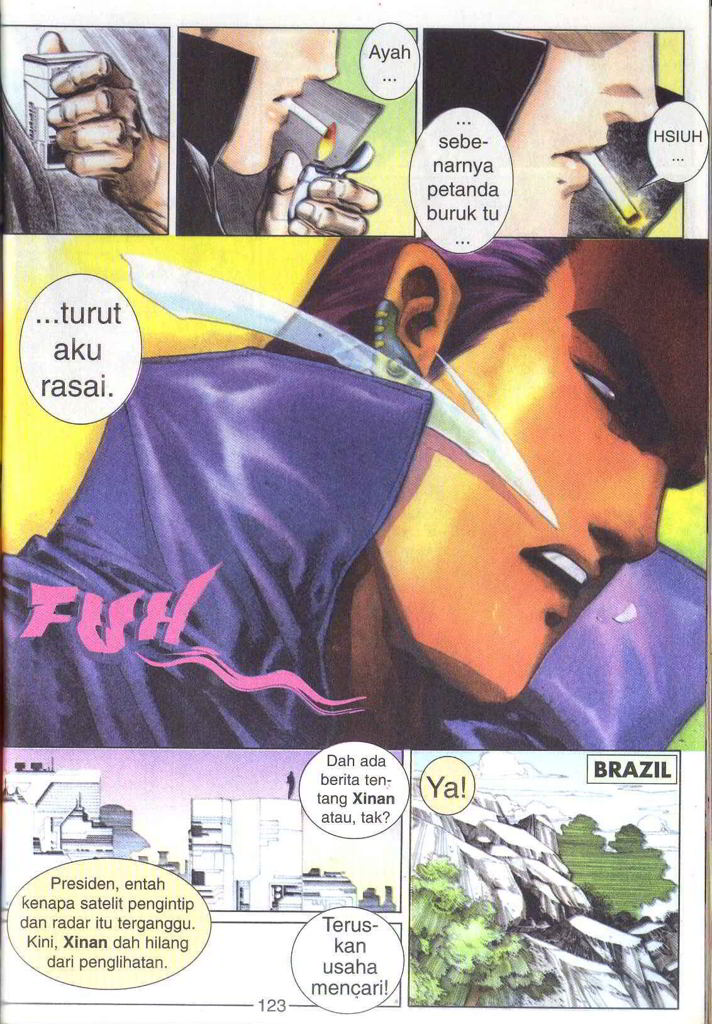 Ayah
...
...
sebe-
narnya
petanda
buruk tu
...
HSIUH
...
...turut
aku
rasai.
FUH
Dah ada
berita ten-
tang Xinan
atau, tak?
Presiden, entah
kenapa satelit pengintip
dan radar itu terganggu.
Kini, Xinan dah hilang
dari penglihatan.
Terus-
kan
usaha
mencari!
Ya!
BRAZIL
123